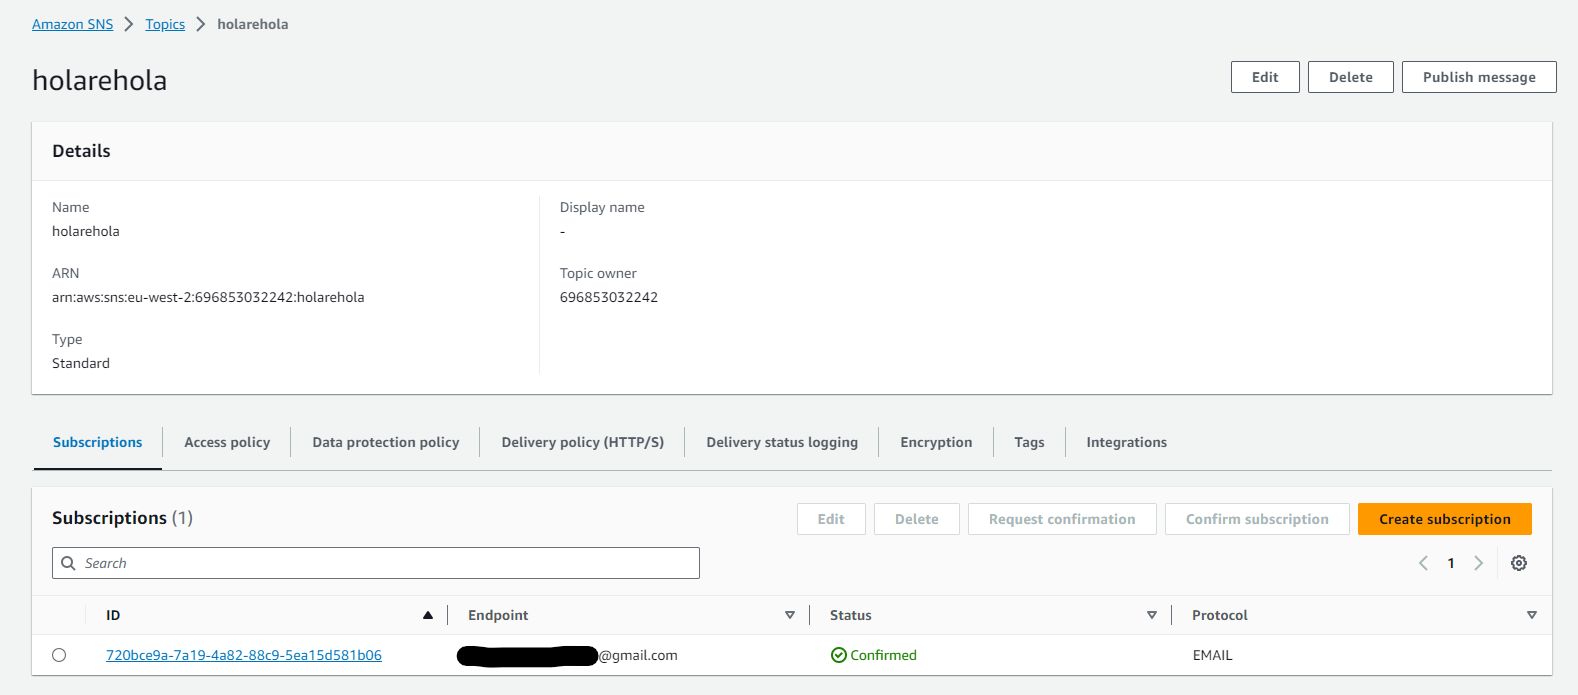 Amazon SNS > Topics > holarehola
holarehola
Edit Delete Publish message
Details
Name Display name
holarehola -
ARN Topic owner
arn:aws:sns:eu-west-2:696853032242:holarehola 696853032242
Type
Standard
Subscriptions Access policy Data protection policy Delivery policy (HTTP/S) Delivery status logging Encryption Tags Integrations
Subscriptions (1) Edit Delete Request confirmation Confirm subscription Create subscription
Search 1
ID Endpoint Status Protocol
720bce9a-7a19-4a82-88c9-5ea15d581b06 @gmail.com Confirmed EMAIL